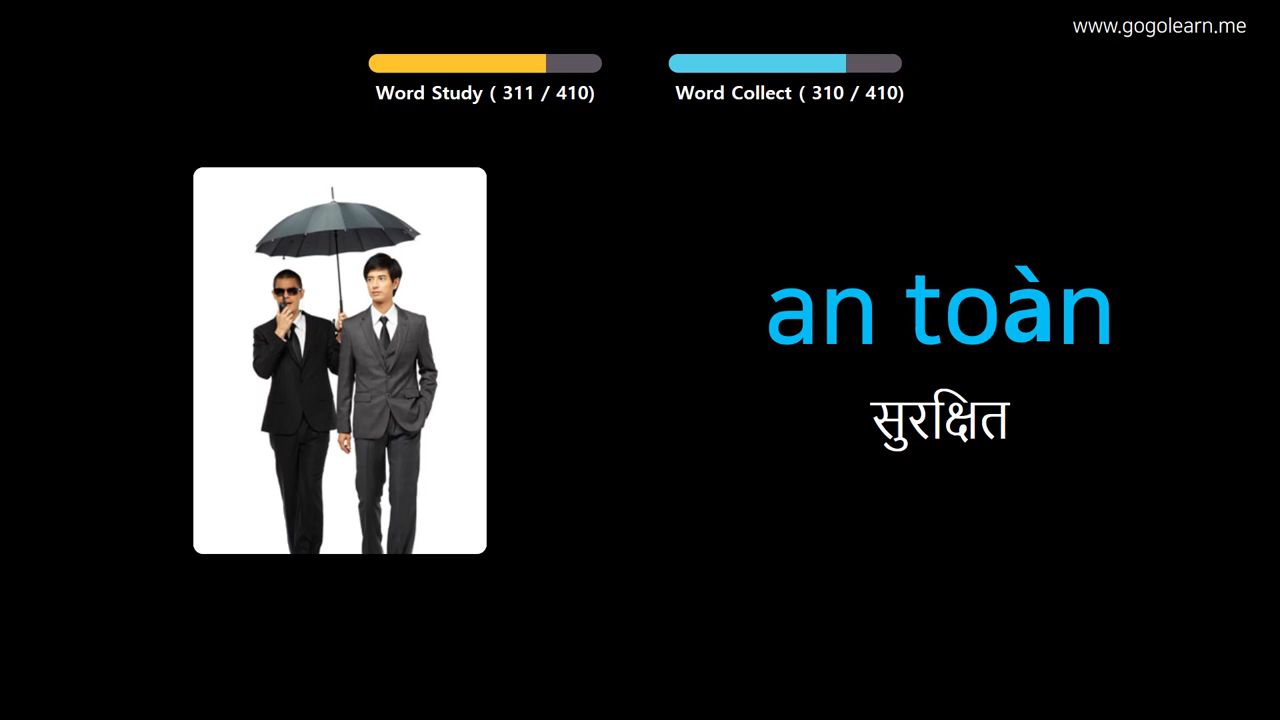 www.gogolearn.me
Word Study ( 311 / 410)
Word Collect ( 310 / 410)
an toàn
सुरक्षित